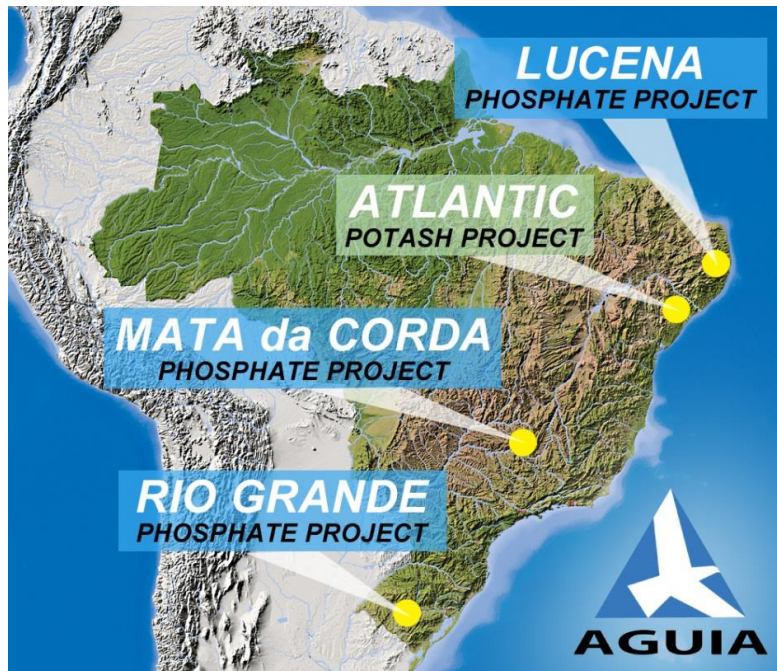 LUCENA
PHOSPHATE PROJECT
ATLANTIC
POTASH PROJECT
MATA da CORDA
PHOSPHATE PROJECT
RIO GRANDE
PHOSPHATE PROJECT
AGUIA